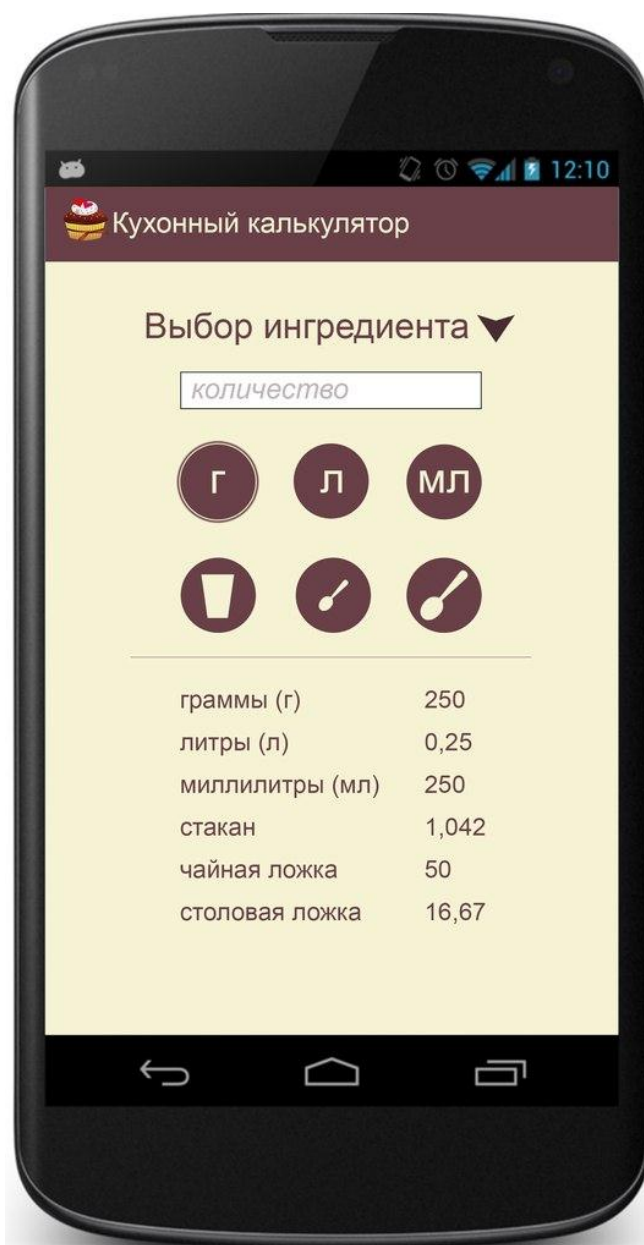 12:10
Кухонный калькулятор
Выбор ингредиента
количество
г л мл
граммы (г) 250
литры (л) 0,25
миллилитры (мл) 250
стакан 1,042
чайная ложка 50
столовая ложка 16,67